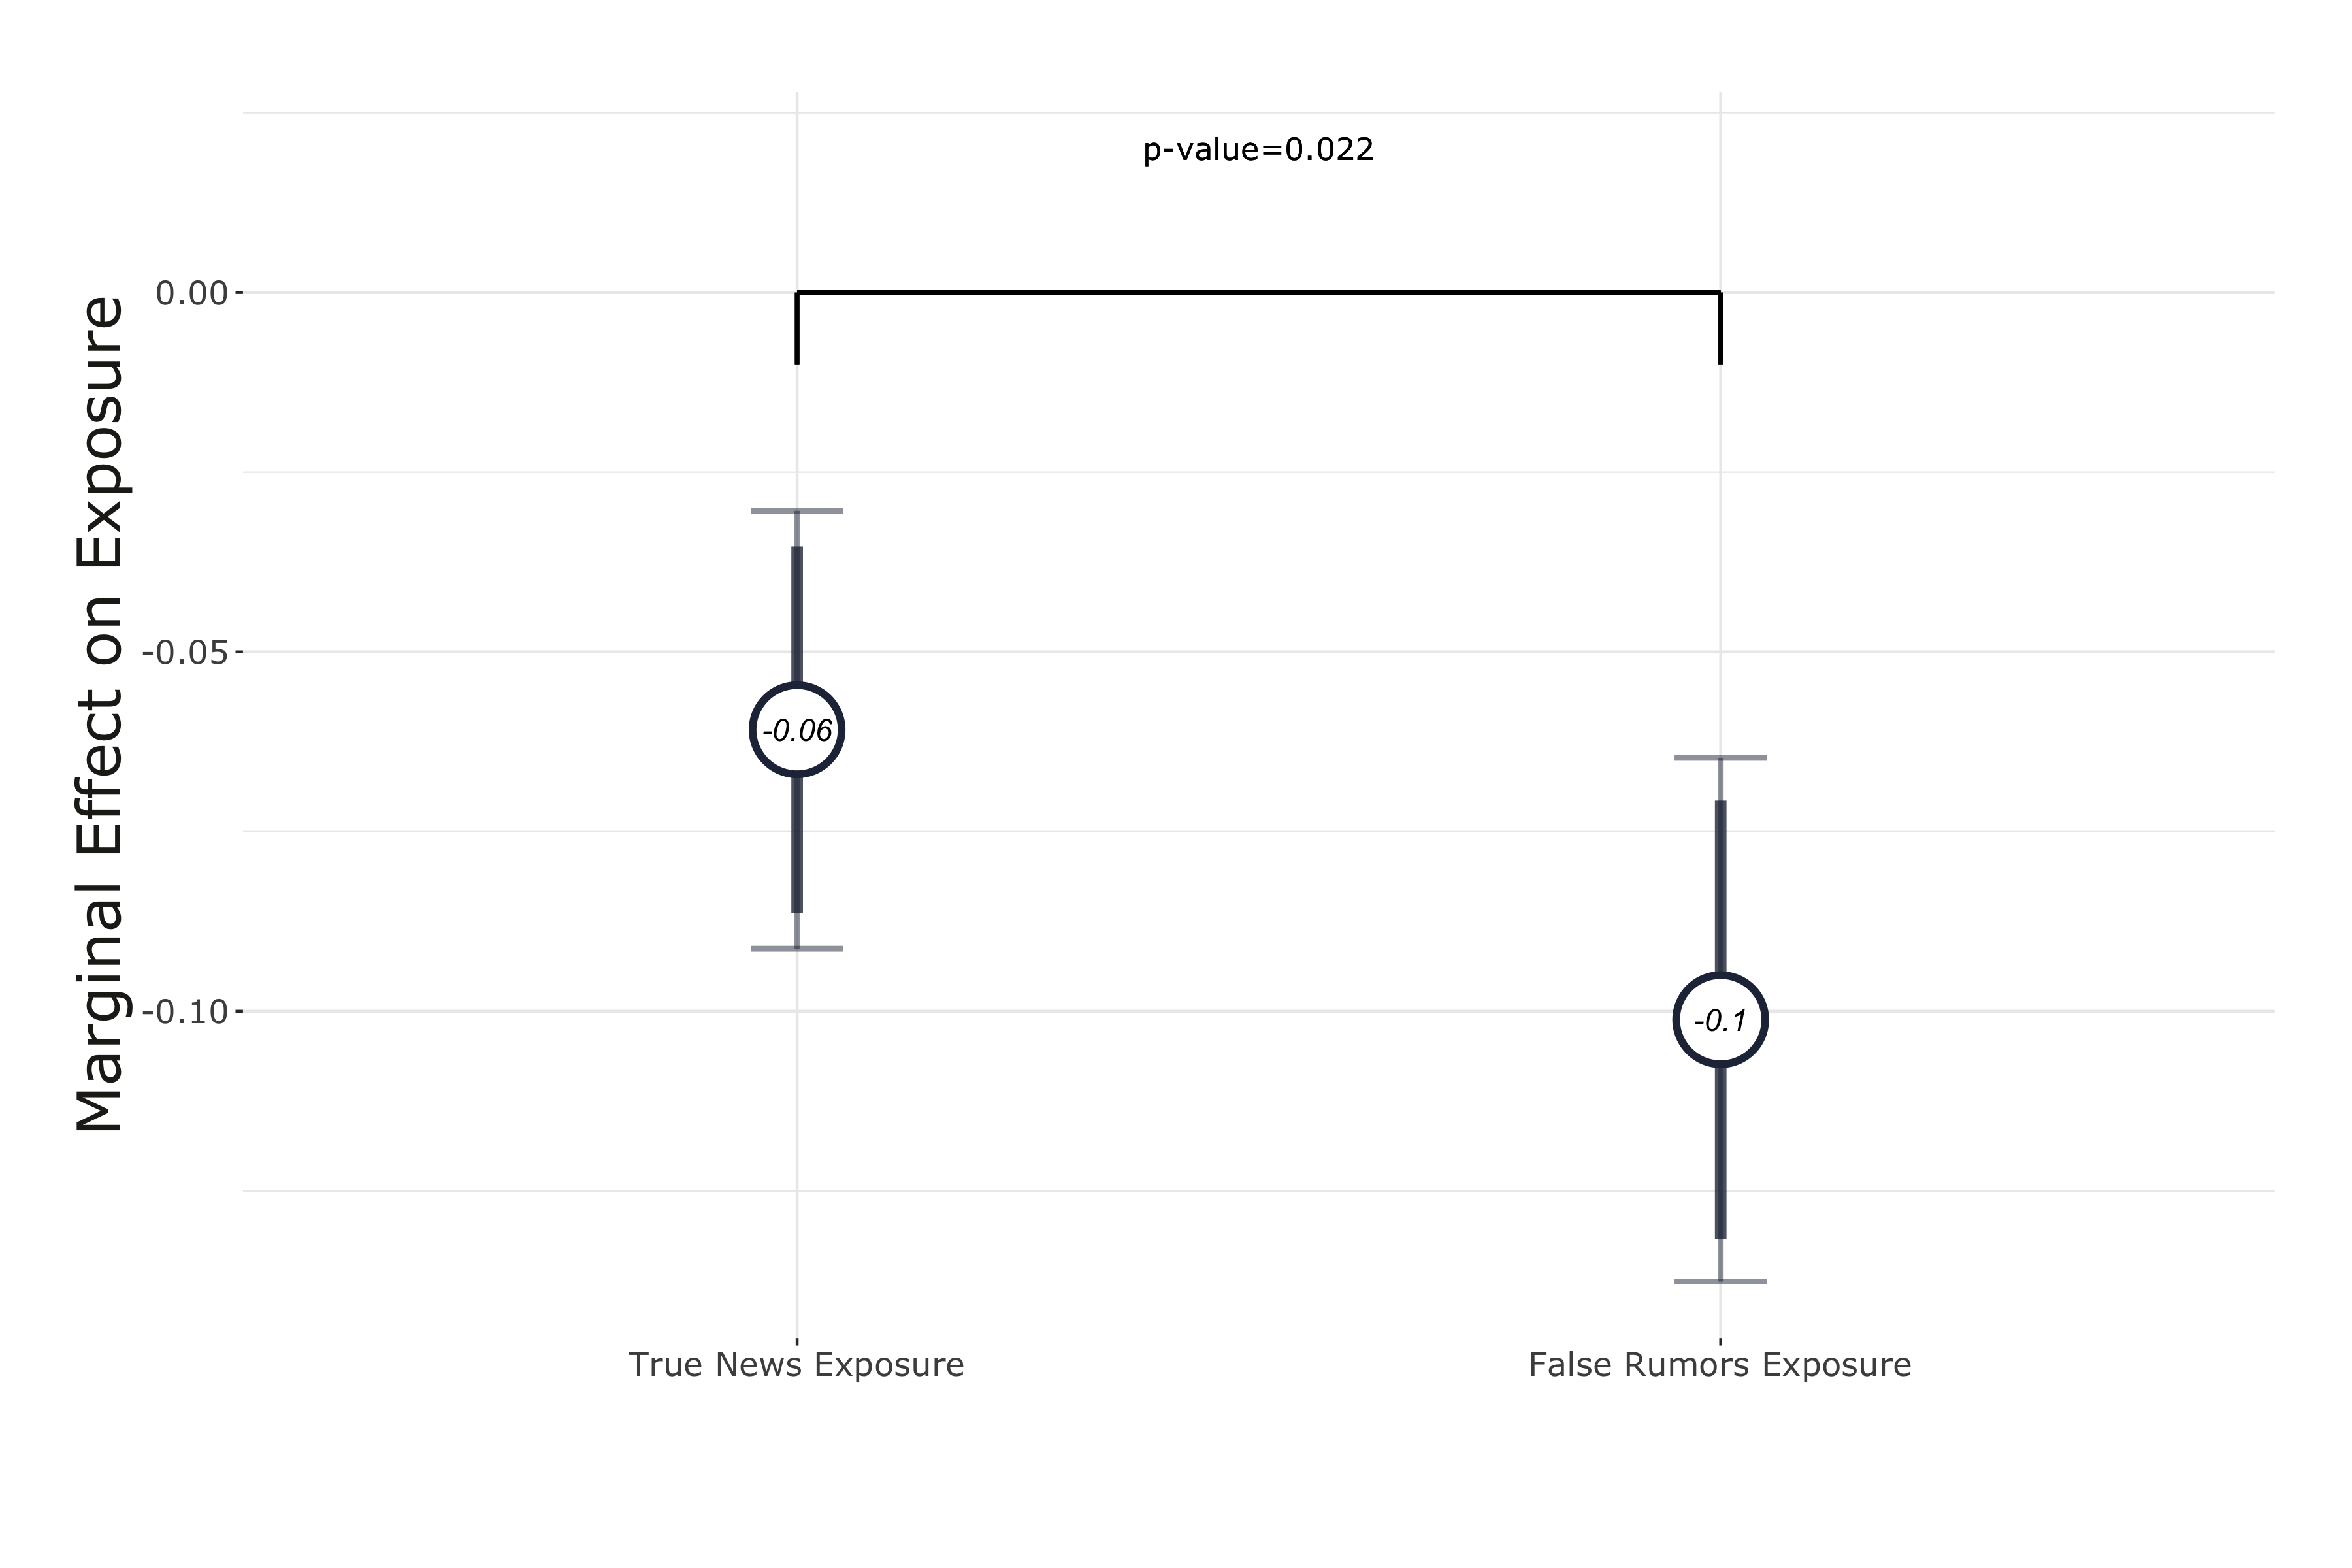 p-value=0.022
Marginal Effect on Exposure
0.00
-0.05
-0.10
-0.06
-0.1
True News Exposure
False Rumors Exposure